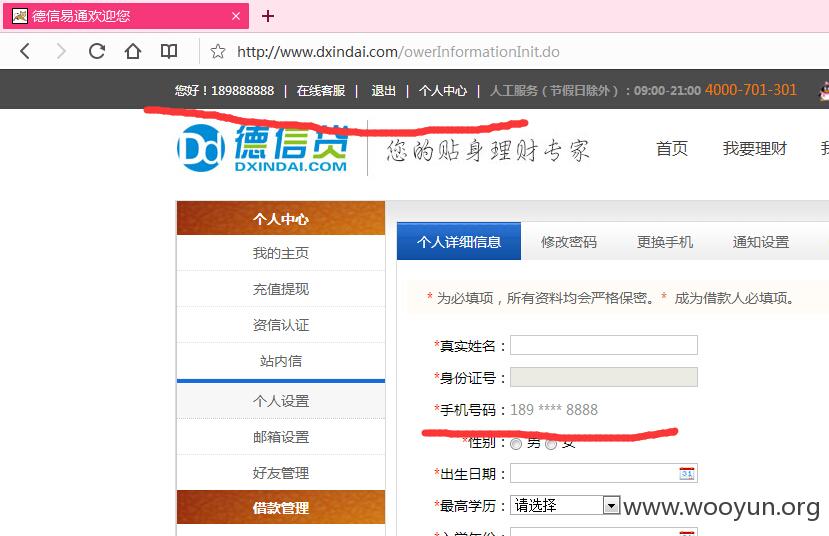 德信易通欢迎您
http://www.dxindai.com/owerInformationInit.do
您好！189888888 | 在线客服 | 退出 | 个人中心 | 人工服务（节假日除外）：09:00-21:00 4000-701-301
德信贷
DXINDAI.COM
您的贴身理财专家
首页 我要理财
个人中心
我的主页
充值提现
资信认证
站内信
个人设置
邮箱设置
好友管理
借款管理
个人详细信息 修改密码 更换手机 通知设置
* 为必填项，所有资料均会严格保密。* 成为借款人必填项。
*真实姓名：
*身份证号：
*手机号码：189 **** 8888
*性别： 男 女
*出生日期：
*最高学历： 请选择
www.wooyun.org